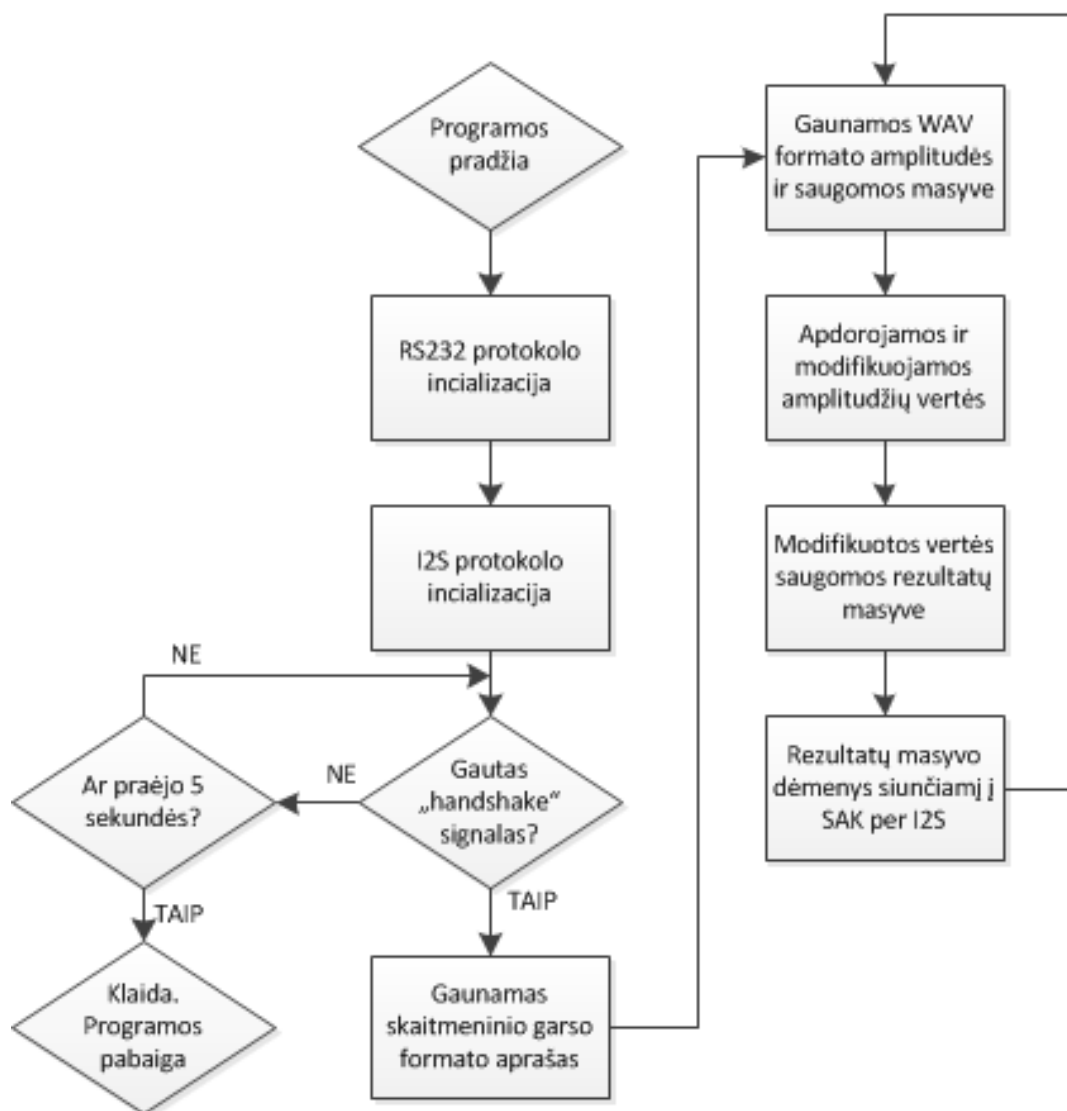 Programos
pradžia
RS232 protokolo
incializacija
I2S protokolo
incializacija
NE
Ar praėjo 5
sekundės?
NE
Gautas
„handshake“
signalas?
TAIP
TAIP
Klaida.
Programos
pabaiga
Gaunamas
skaitmeninio garso
formato aprašas
Gaunamos WAV
formato amplitudės
ir saugomos masyve
Apdorojamos ir
modifikuojamos
amplitudžių vertės
Modifikuotos vertės
saugomos rezultatų
masyve
Rezultatų masyvo
dėmenys siunčiamį į
SAK per I2S